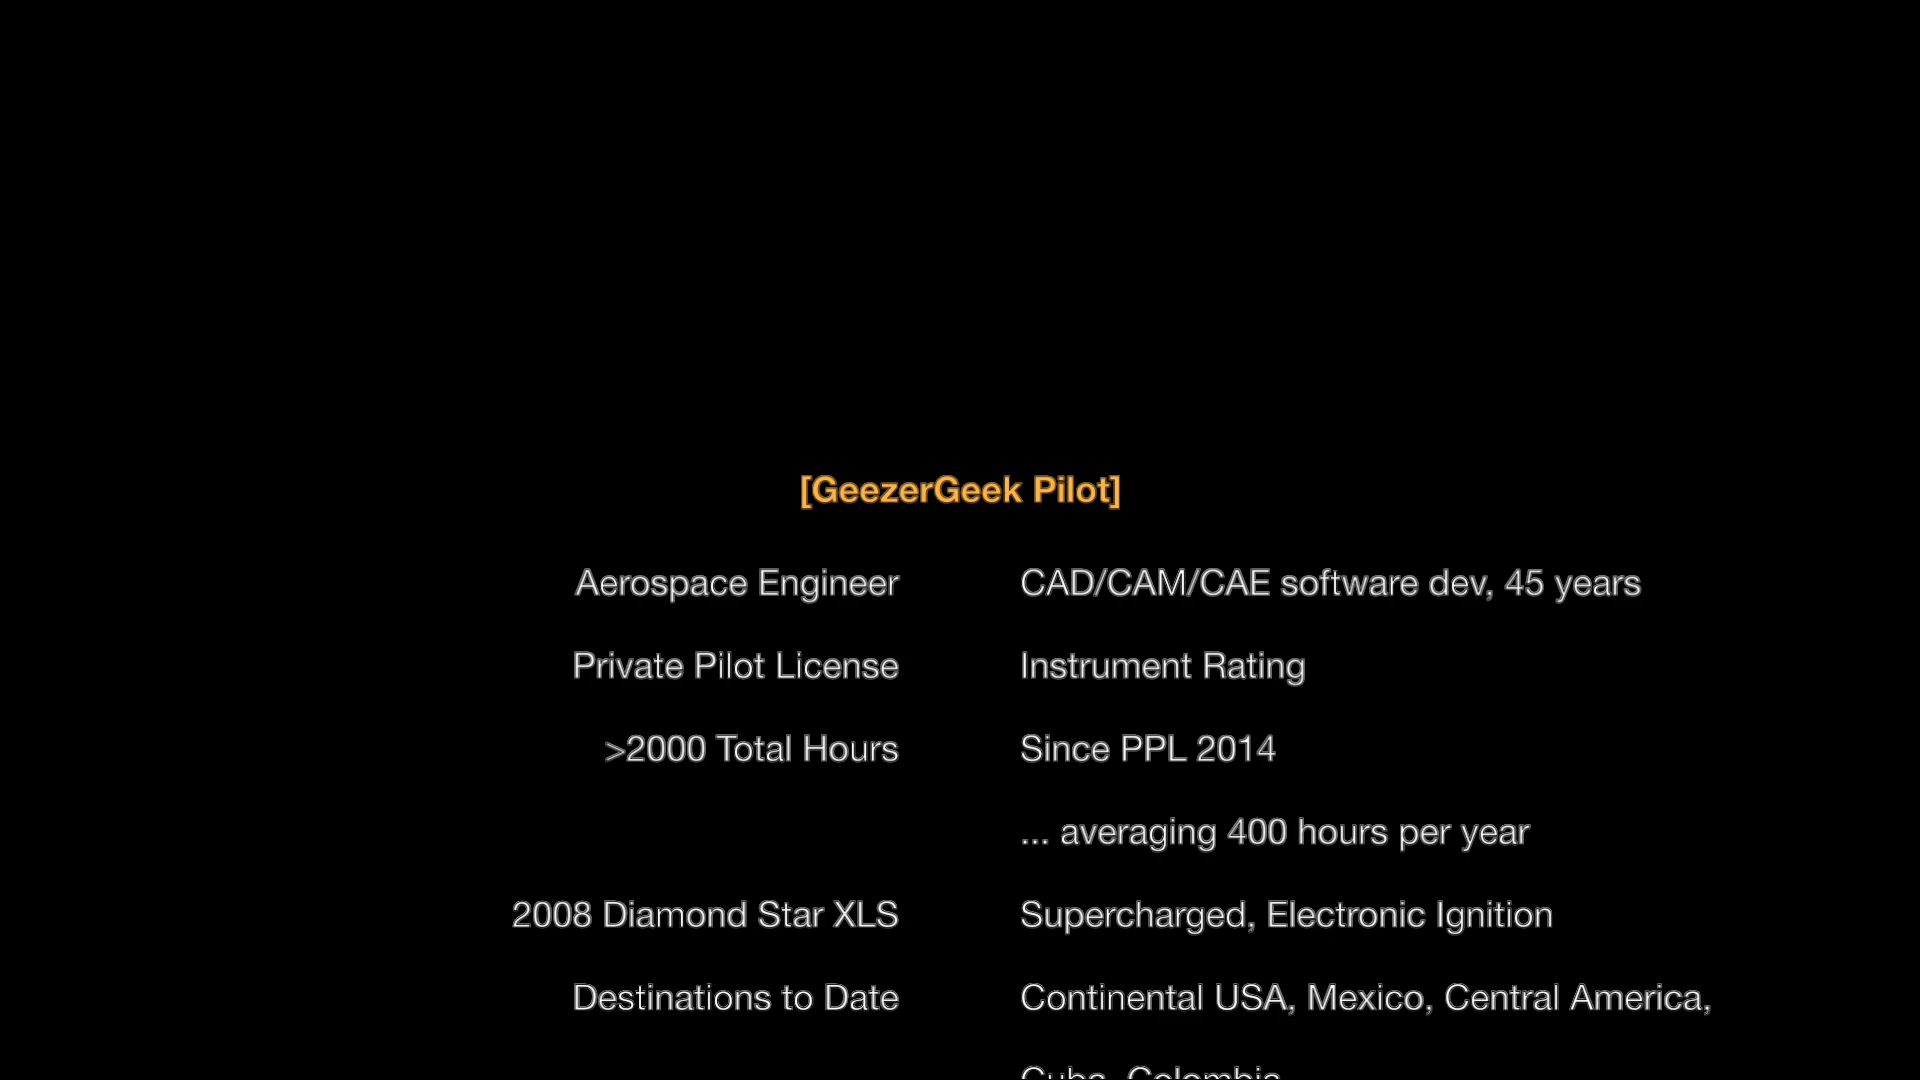 [GeezerGeek Pilot]
Aerospace Engineer CAD/CAM/CAE software dev, 45 years
Private Pilot License Instrument Rating
>2000 Total Hours Since PPL 2014
... averaging 400 hours per year
2008 Diamond Star XLS Supercharged, Electronic Ignition
Destinations to Date Continental USA, Mexico, Central America,
Cuba, Colombia